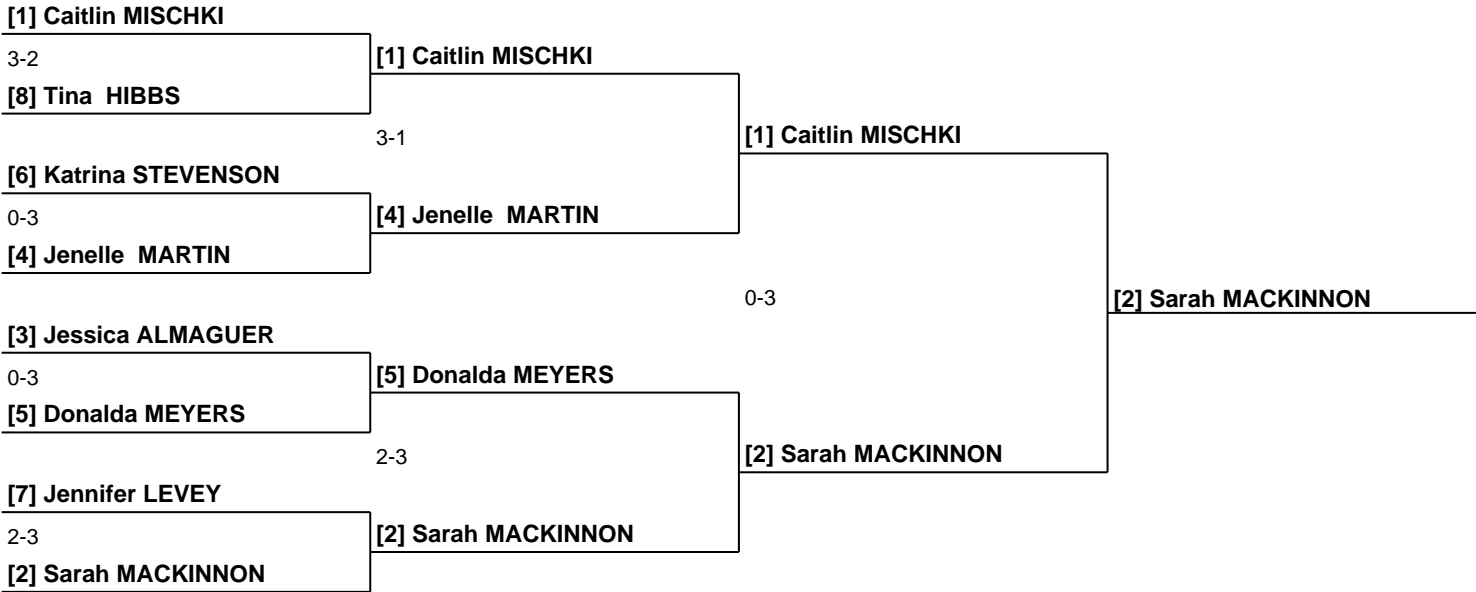 [1] Caitlin MISCHKI
3-2
[1] Caitlin MISCHKI
[8] Tina  HIBBS
3-1
[1] Caitlin MISCHKI
[6] Katrina STEVENSON
0-3
[4] Jenelle  MARTIN
[4] Jenelle  MARTIN
0-3
[2] Sarah MACKINNON
[3] Jessica ALMAGUER
0-3
[5] Donalda MEYERS
[5] Donalda MEYERS
2-3
[2] Sarah MACKINNON
[7] Jennifer LEVEY
2-3
[2] Sarah MACKINNON
[2] Sarah MACKINNON